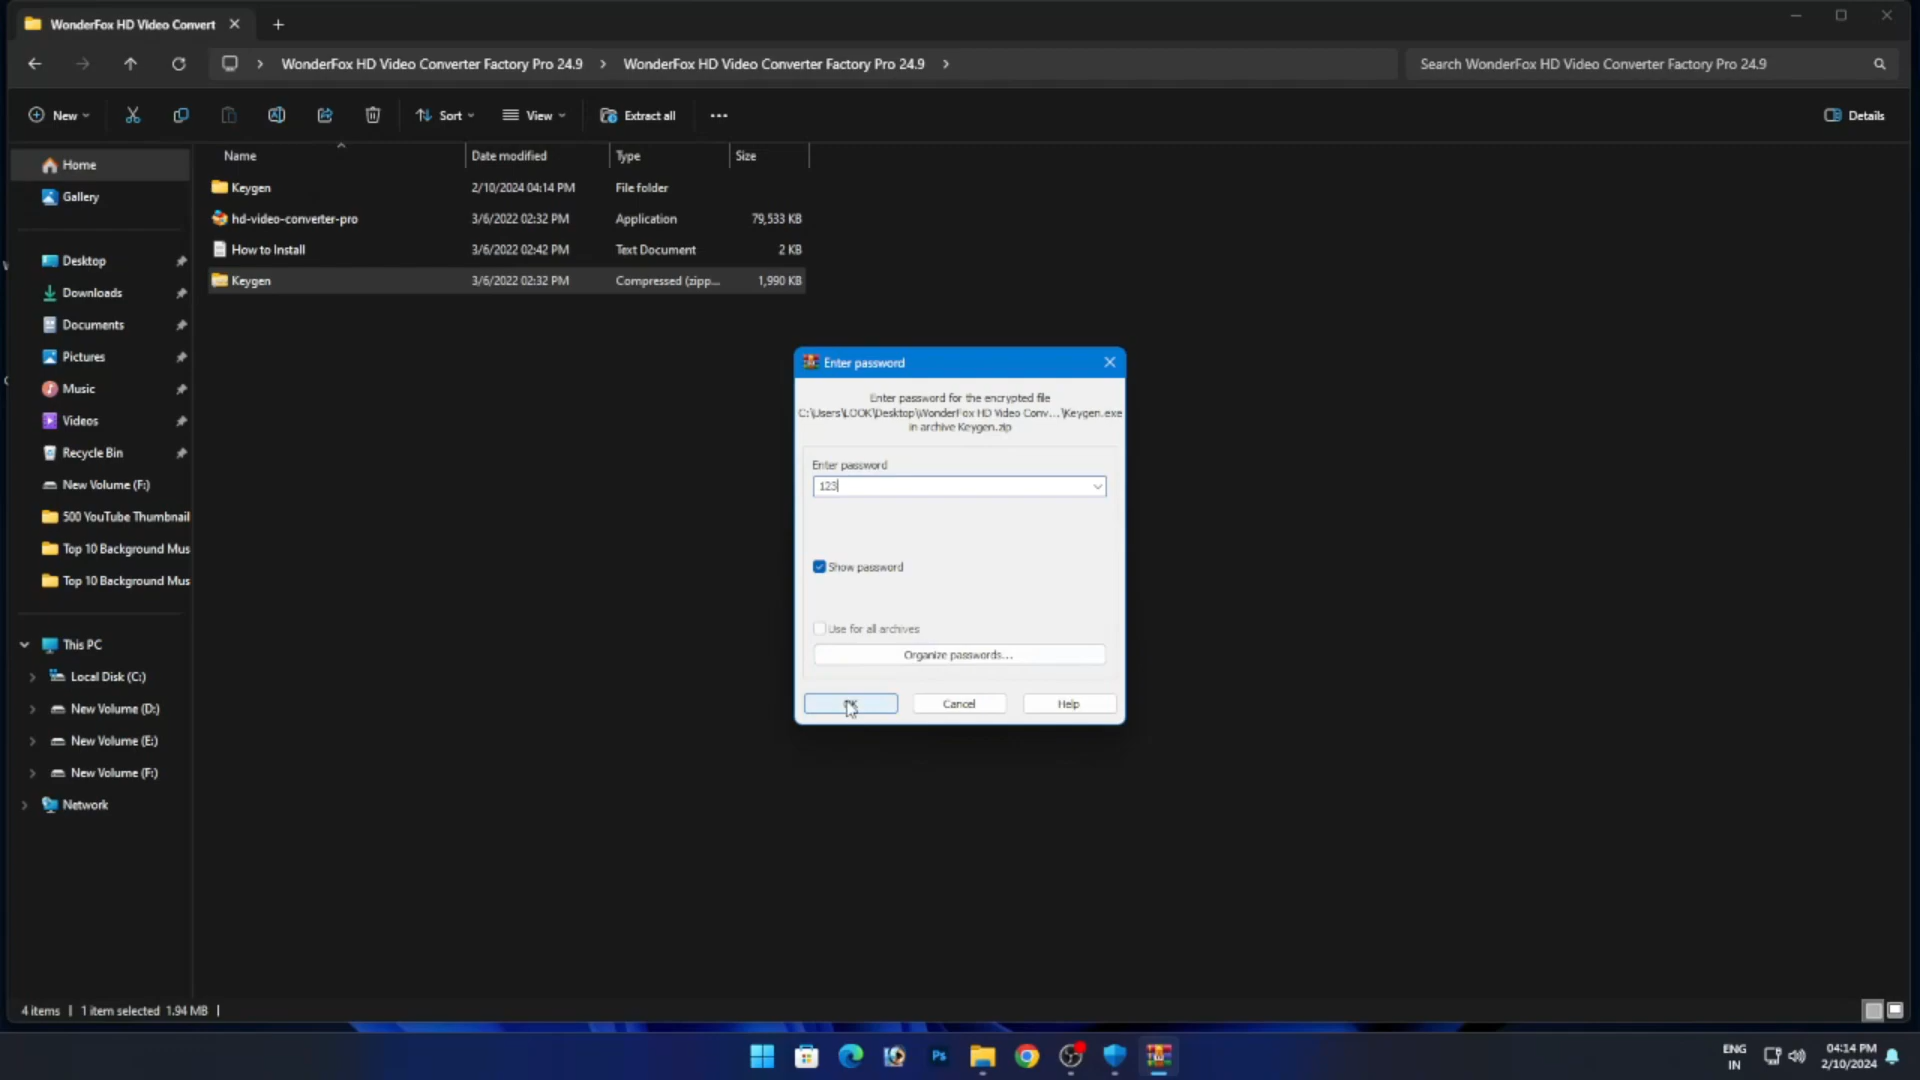 WonderFox HD Video Convert
WonderFox HD Video Converter Factory Pro 24.9 > WonderFox HD Video Converter Factory Pro 24.9 >
Search WonderFox HD Video Converter Factory Pro 24.9
New
Sort
View
Extract all
Details
Name Date modified Type Size
Keygen 2/10/2024 04:14 PM File folder
hd-video-converter-pro 3/6/2022 02:32 PM Application 79,533 KB
How to Install 3/6/2022 02:42 PM Text Document 2 KB
Keygen 3/6/2022 02:32 PM Compressed (zipp... 1,990 KB
Home
Gallery
Desktop
Downloads
Documents
Pictures
Music
Videos
Recycle Bin
New Volume (F:)
500 YouTube Thumbnail
Top 10 Background Mus
Top 10 Background Mus
This PC
Local Disk (C:)
New Volume (D:)
New Volume (E:)
New Volume (F:)
Network
Enter password
Enter password for the encrypted file
C:\Users\LOOK\Desktop\WonderFox HD Video Conv...\Keygen.exe
in archive Keygen.zip
Enter password
123
Show password
Use for all archives
Organize passwords...
OK Cancel Help
4 items | 1 item selected 1.94 MB |
Ps
ENG
IN
04:14 PM
2/10/2024